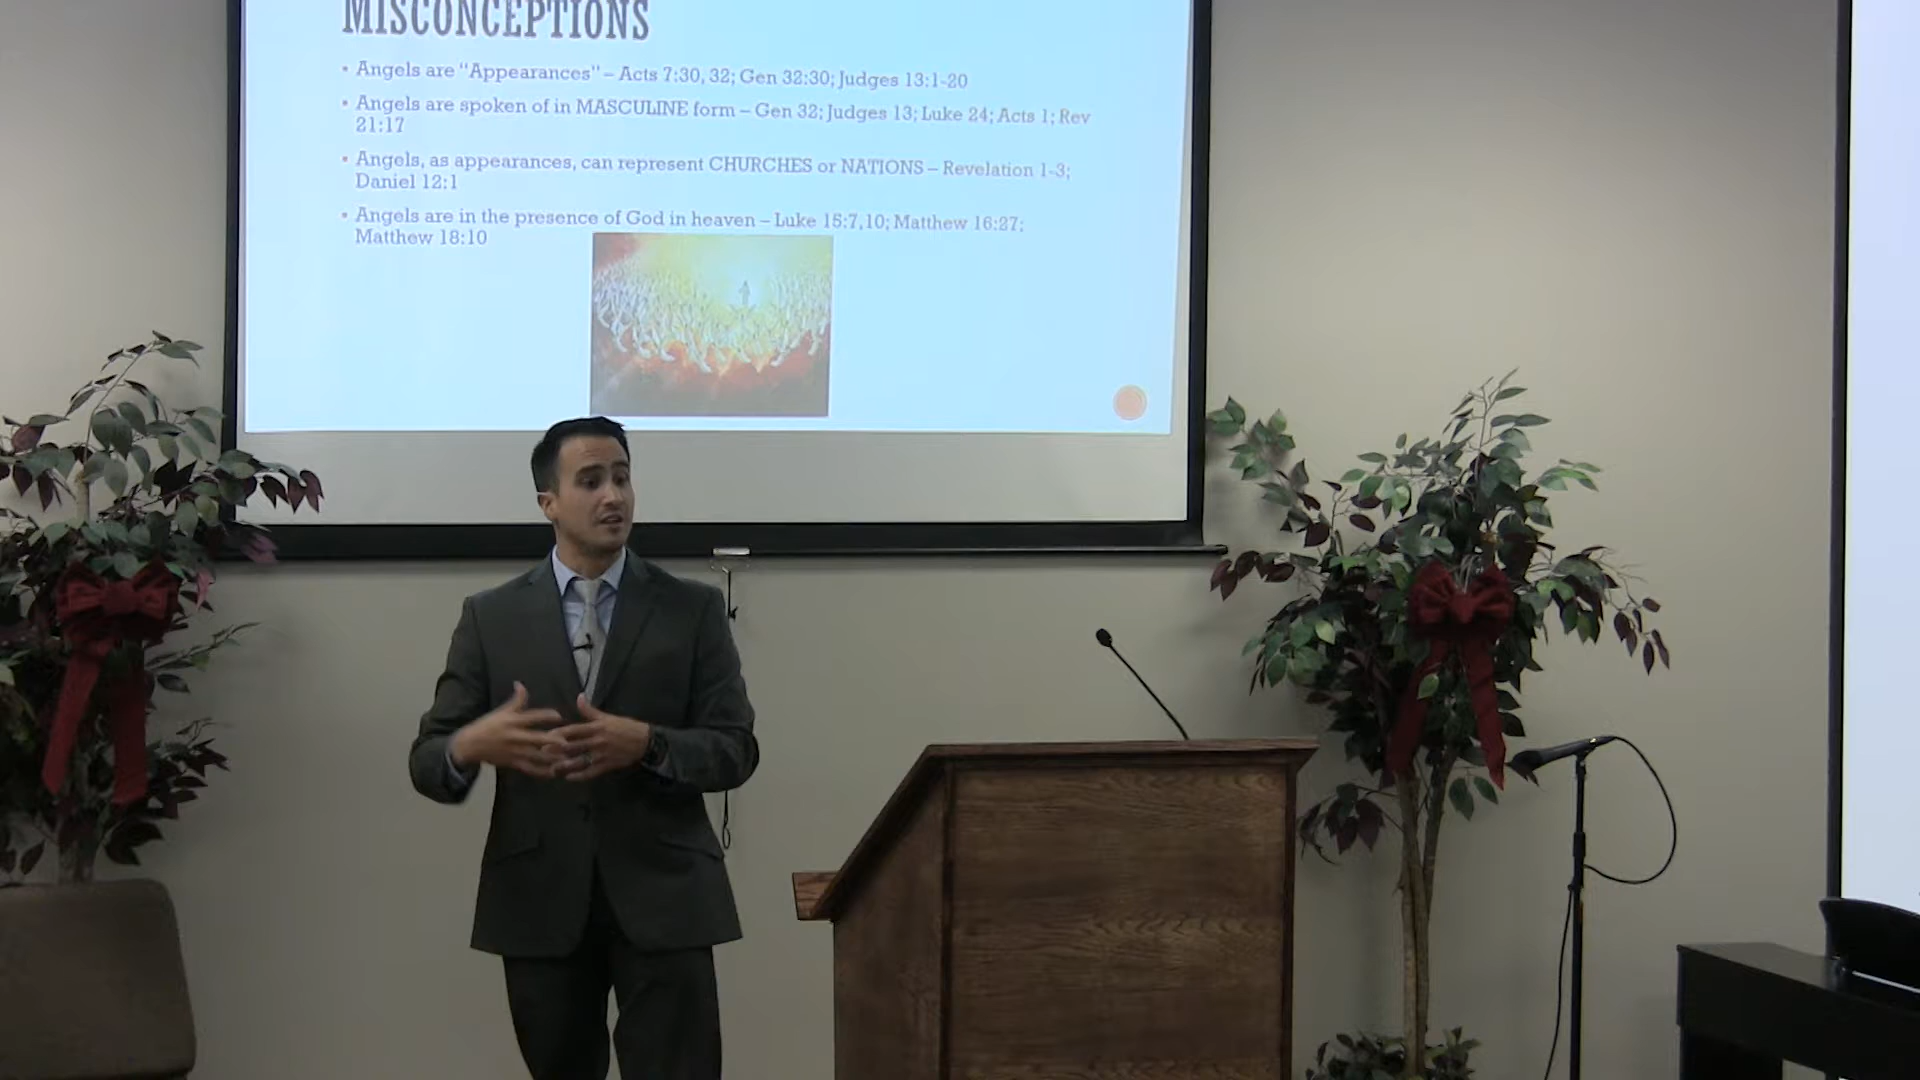 MISCONCEPTIONS
• Angels are “Appearances” – Acts 7:30, 32; Gen 32:30; Judges 13:1-20
• Angels are spoken of in MASCULINE form – Gen 32; Judges 13; Luke 24; Acts 1; Rev
21:17
• Angels, as appearances, can represent CHURCHES or NATIONS – Revelation 1-3;
Daniel 12:1
• Angels are in the presence of God in heaven – Luke 15:7,10; Matthew 16:27;
Matthew 18:10